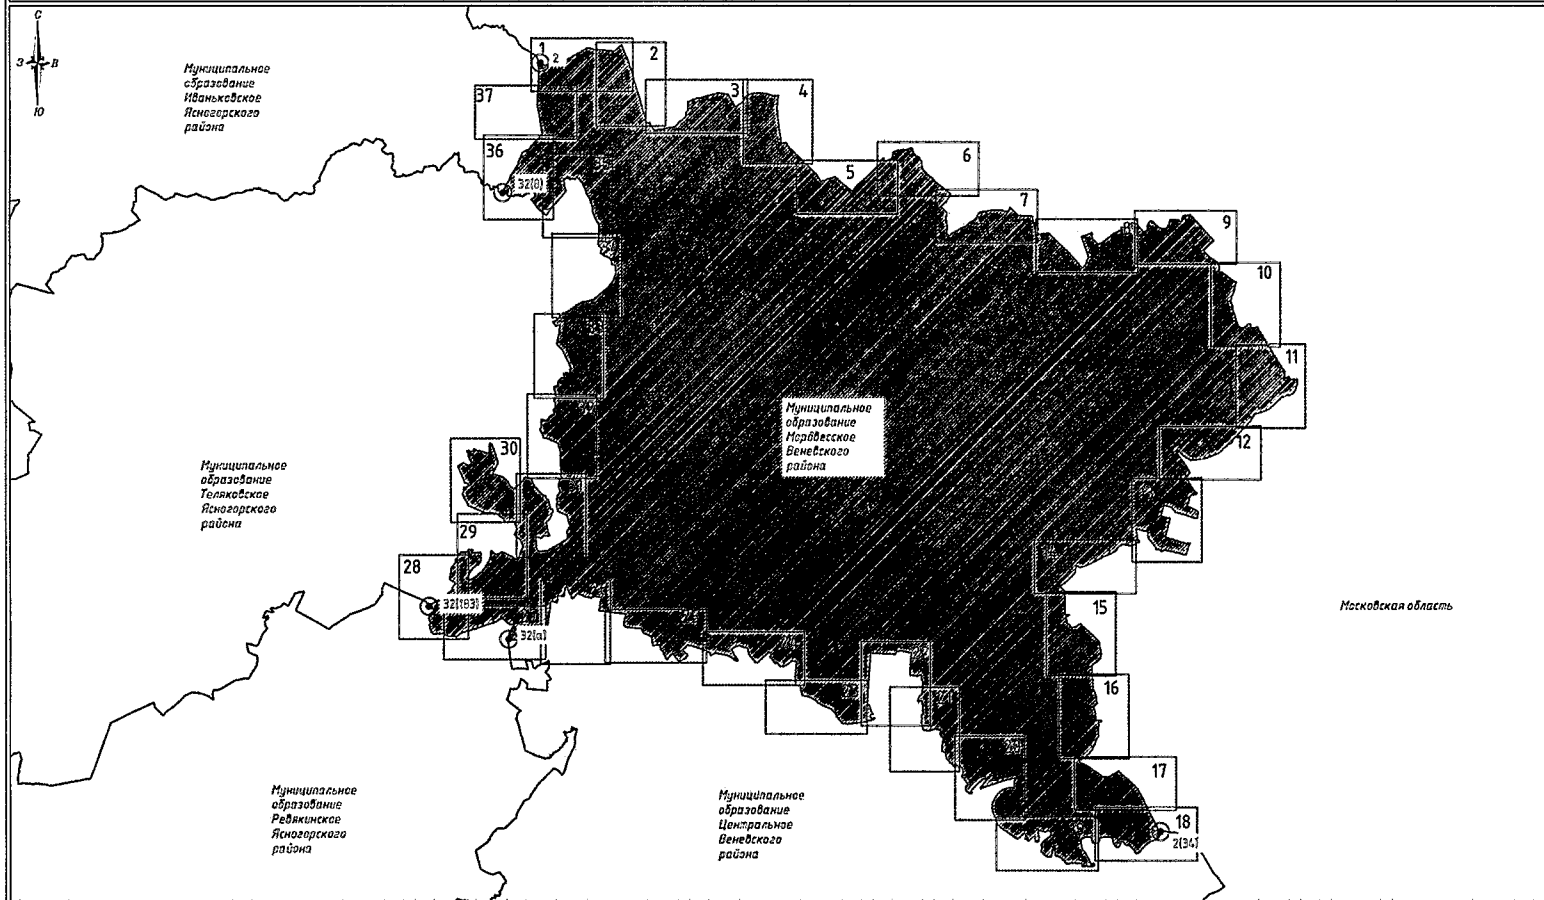 С
З В
Ю
Муниципальное
образование
Иваньковское
Ясногорского
района
1
2
2
3
4
37
36
32(8)
5
6
7
9
10
11
12
Муниципальное
образование
Мордвесское
Веневского
района
30
Муниципальное
образование
Теляковское
Ясногорского
района
29
28
32(183)
32(а)
15
Московская область
16
17
18
2(34)
Муниципальное
образование
Ревякинское
Ясногорского
района
Муниципальное
образование
Центральное
Веневского
района